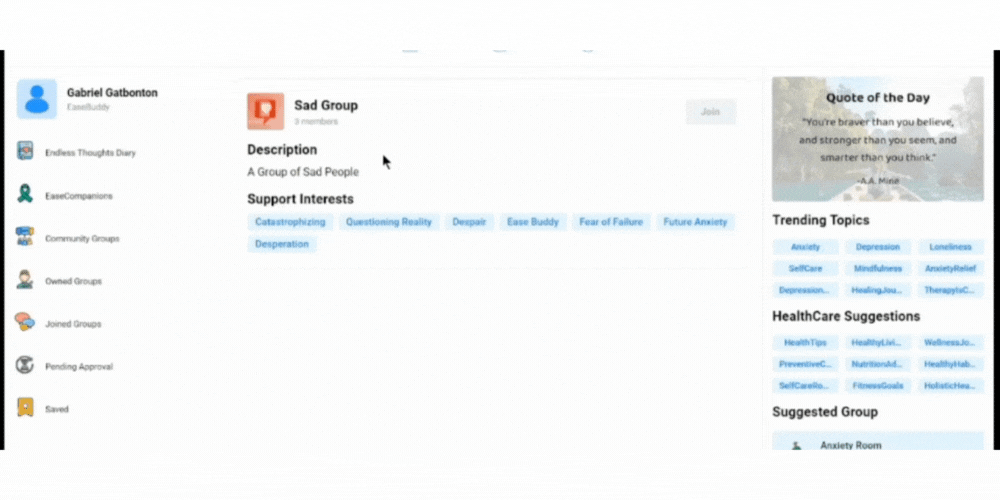 Gabriel Gatbonton
EaseBuddy
Endless Thoughts Diary
EaseCompanions
Community Groups
Owned Groups
Joined Groups
Pending Approval
Saved
Sad Group
3 members
Join
Description
A Group of Sad People
Support Interests
Catastrophizing Questioning Reality Despair Ease Buddy Fear of Failure Future Anxiety
Desperation
Quote of the Day
"You're braver than you believe,
and stronger than you seem, and
smarter than you think."
-A.A. Milne
Trending Topics
Anxiety Depression Loneliness
SelfCare Mindfulness AnxietyRelief
Depression... HealingJou... TherapyIsC...
HealthCare Suggestions
HealthTips HealthyLivi... WellnessJo...
PreventiveC... NutritionAd... HealthyHab...
SelfCareRo... FitnessGoals HolisticHea...
Suggested Group
Anxiety Room